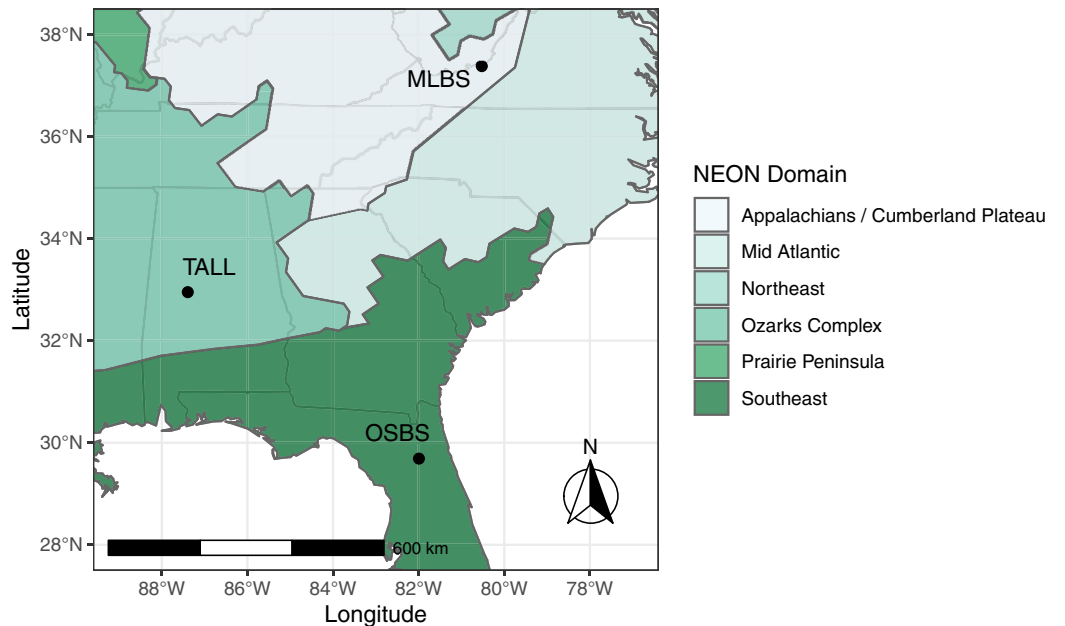 38°N
36°N
34°N
32°N
30°N
28°N
Latitude
MLBS
TALL
OSBS
N
600 km
88°W 86°W 84°W 82°W 80°W 78°W
Longitude
NEON Domain
Appalachians / Cumberland Plateau
Mid Atlantic
Northeast
Ozarks Complex
Prairie Peninsula
Southeast